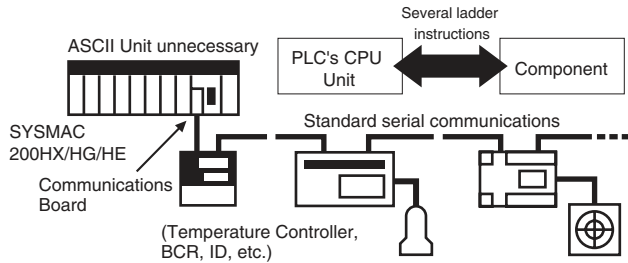 Several ladder
instructions
ASCII Unit unnecessary
PLC's CPU
Unit
Component
SYSMAC
200HX/HG/HE
Standard serial communications
Communications
Board
(Temperature Controller,
BCR, ID, etc.)